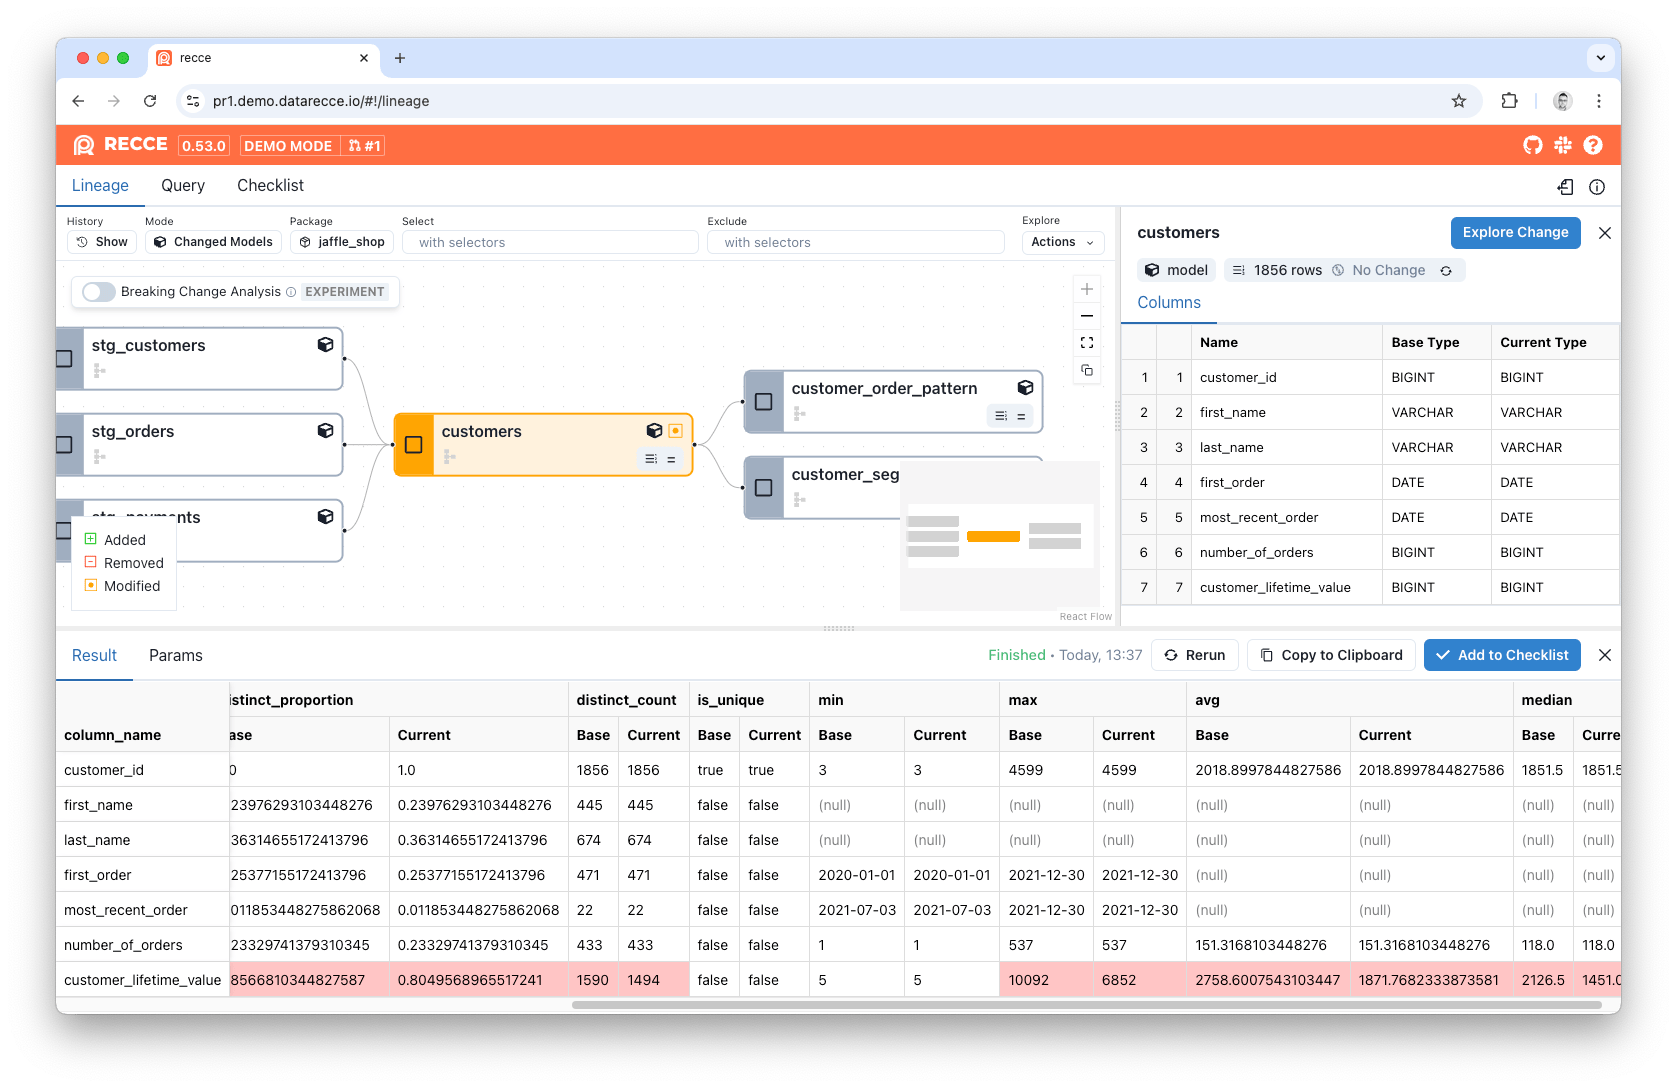 recce
pr1.demo.datarecce.io/#!/lineage
RECCE 0.53.0 DEMO MODE #1
Lineage Query Checklist
History Mode Package Select Exclude Explore
Show Changed Models jaffle_shop with selectors with selectors Actions
Breaking Change Analysis EXPERIMENT
stg_customers
stg_orders
stg_payments
customers
customer_order_pattern
customer_seg
Added
Removed
Modified
React Flow
customers Explore Change
model 1856 rows No Change
Columns
Name Base Type Current Type
1 1 customer_id BIGINT BIGINT
2 2 first_name VARCHAR VARCHAR
3 3 last_name VARCHAR VARCHAR
4 4 first_order DATE DATE
5 5 most_recent_order DATE DATE
6 6 number_of_orders BIGINT BIGINT
7 7 customer_lifetime_value BIGINT BIGINT
Result Params Finished • Today, 13:37 Rerun Copy to Clipboard Add to Checklist
istinct_proportion distinct_count is_unique min max avg median
column_name ase Current Base Current Base Current Base Current Base Current Base Current Base Curre
customer_id 0 1.0 1856 1856 true true 3 3 4599 4599 2018.8997844827586 2018.8997844827586 1851.5 1851.5
first_name 23976293103448276 0.23976293103448276 445 445 false false (null) (null) (null) (null) (null) (null) (null) (null)
last_name 36314655172413796 0.36314655172413796 674 674 false false (null) (null) (null) (null) (null) (null) (null) (null)
first_order 25377155172413796 0.25377155172413796 471 471 false false 2020-01-01 2020-01-01 2021-12-30 2021-12-30 (null) (null) (null) (null)
most_recent_order 011853448275862068 0.011853448275862068 22 22 false false 2021-07-03 2021-07-03 2021-12-30 2021-12-30 (null) (null) (null) (null)
number_of_orders 23329741379310345 0.23329741379310345 433 433 false false 1 1 537 537 151.3168103448276 151.3168103448276 118.0 118.0
customer_lifetime_value 8566810344827587 0.8049568965517241 1590 1494 false false 5 5 10092 6852 2758.6007543103447 1871.7682333873581 2126.5 1451.0